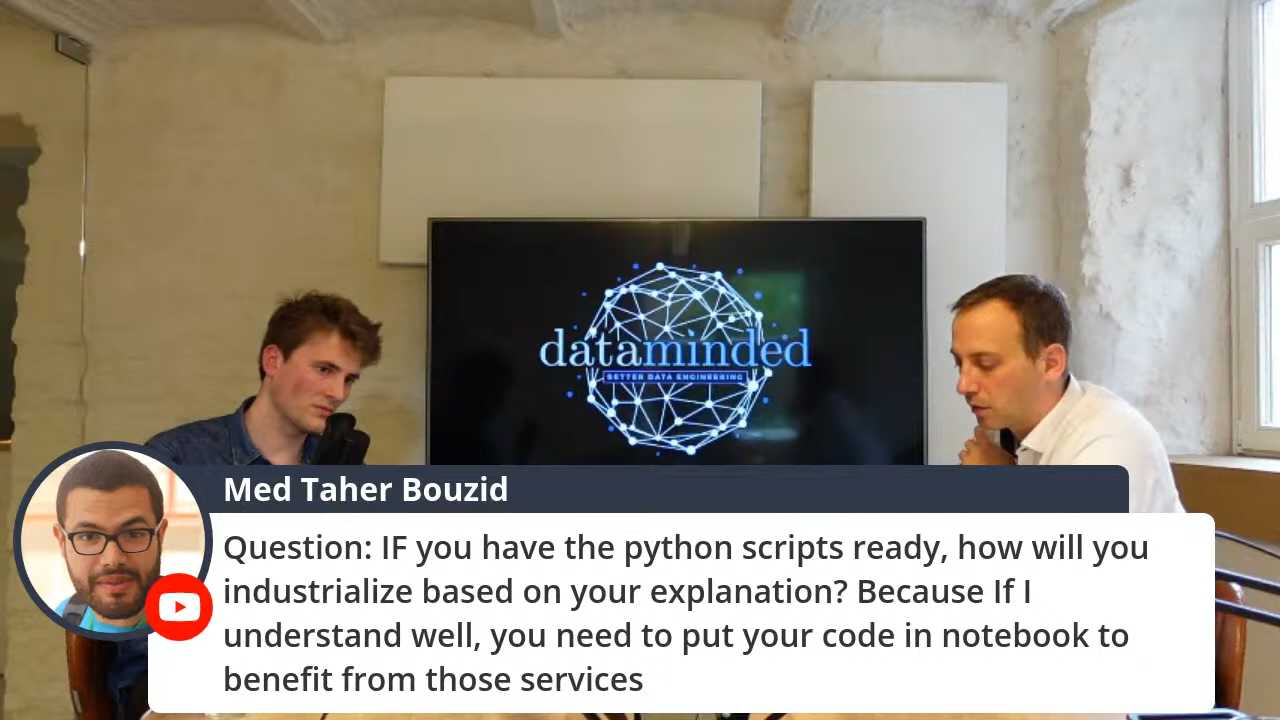 dataminded
BETTER DATA ENGINEERING
Med Taher Bouzid
Question: IF you have the python scripts ready, how will you
industrialize based on your explanation? Because If I
understand well, you need to put your code in notebook to
benefit from those services